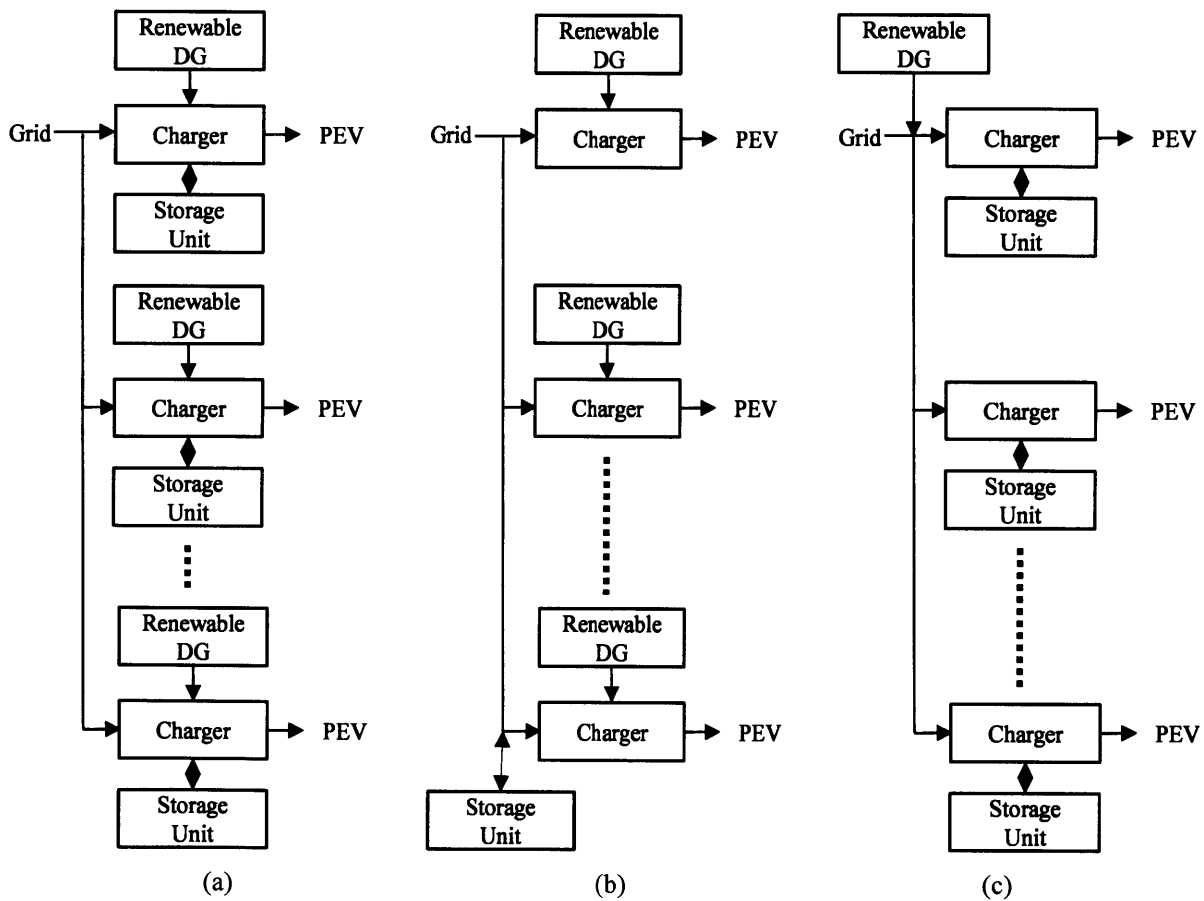 Renewable
DG
Grid
Charger
PEV
Storage
Unit
Renewable
DG
Charger
PEV
Storage
Unit
Renewable
DG
Charger
PEV
Storage
Unit
(a)
Renewable
DG
Grid
Charger
PEV
Renewable
DG
Charger
PEV
Renewable
DG
Charger
PEV
Storage
Unit
(b)
Renewable
DG
Grid
Charger
PEV
Storage
Unit
Charger
PEV
Storage
Unit
Charger
PEV
Storage
Unit
(c)